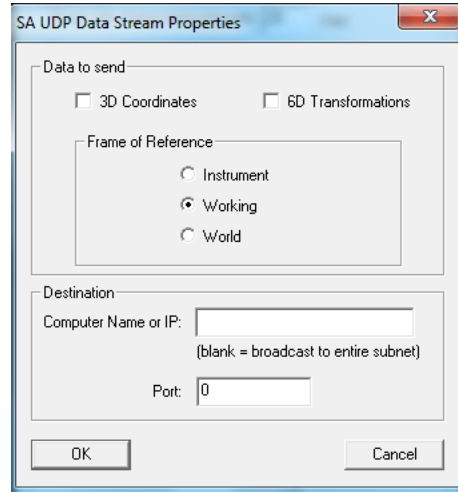 SA UDP Data Stream Properties
Data to send
3D Coordinates 6D Transformations
Frame of Reference
Instrument
Working
World
Destination
Computer Name or IP:
(blank = broadcast to entire subnet)
Port: 0
OK Cancel